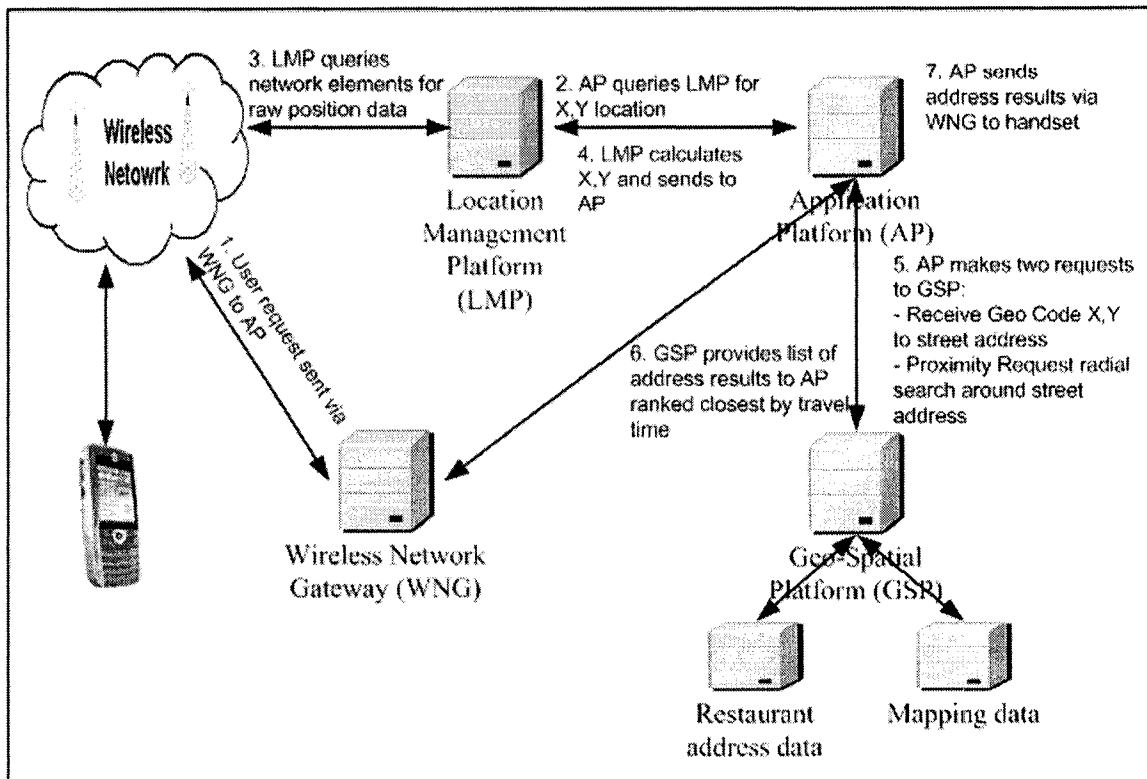 3. LMP queries
network elements for
raw position data
2. AP queries LMP for
X,Y location
7. AP sends
address results via
WNG to handset
Wireless
Netowrk
4. LMP calculates
X,Y and sends to
AP
Location
Management
Platform
(LMP)
Application
Platform (AP)
1. User request sent via
WNG to AP
5. AP makes two requests
to GSP:
- Receive Geo Code X,Y
to street address
- Proximity Request radial
search around street
address
6. GSP provides list of
address results to AP
ranked closest by travel
time
Wireless Network
Gateway (WNG)
Geo-Spatial
Platform (GSP)
Restaurant
address data
Mapping data